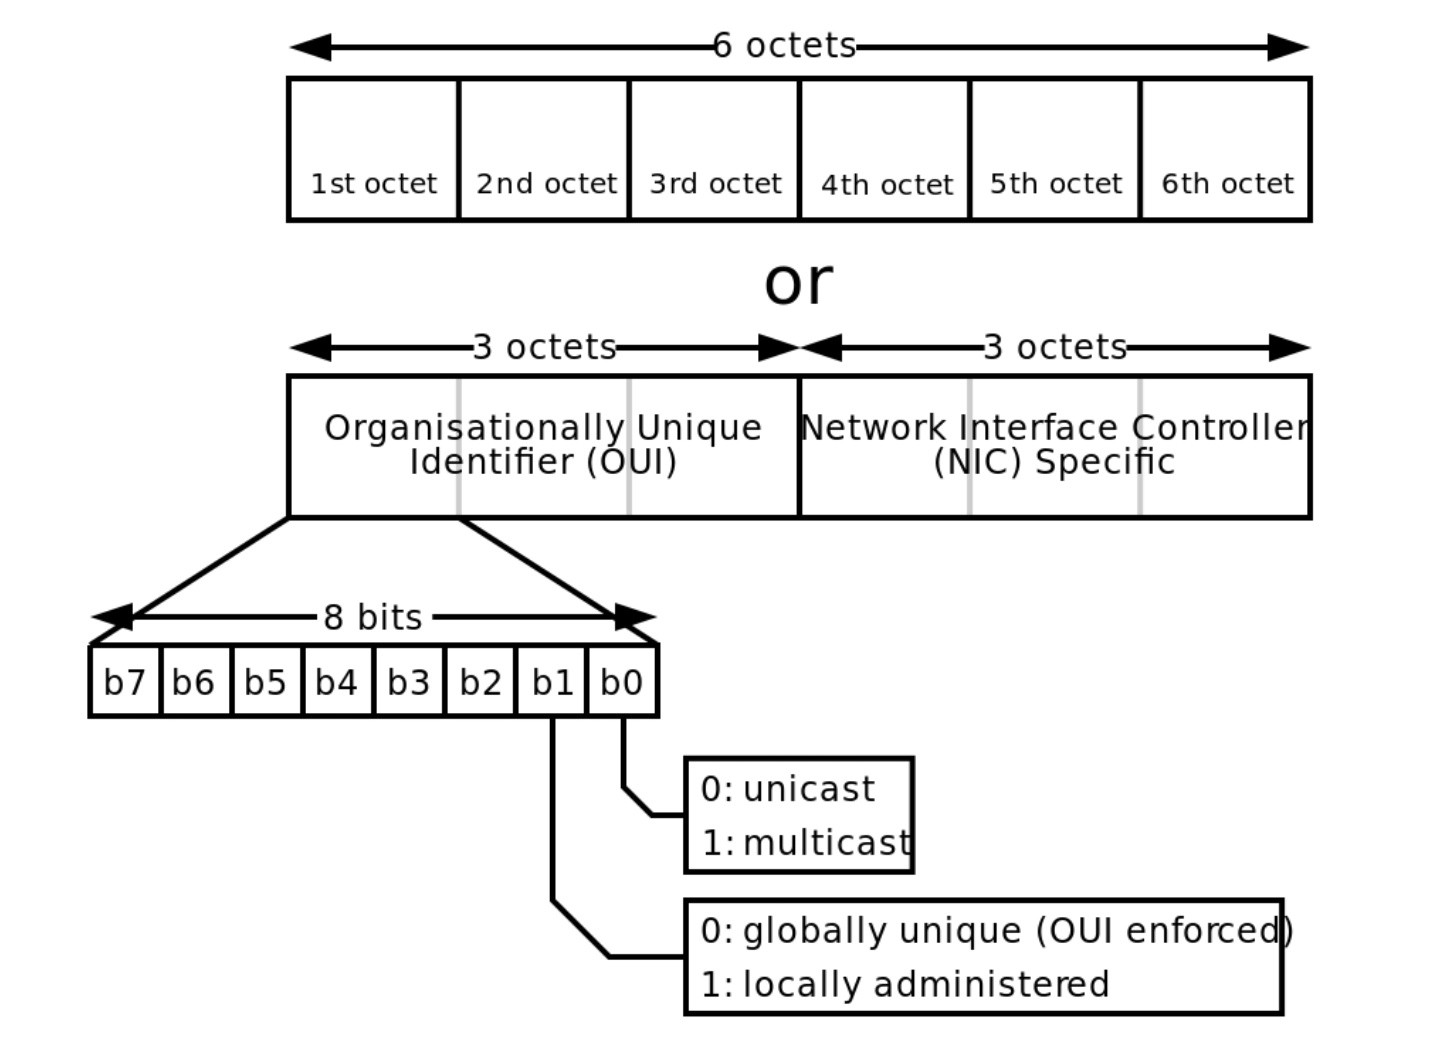 6 octets
1st octet 2nd octet 3rd octet 4th octet 5th octet 6th octet
or
3 octets 3 octets
Organisationally Unique
Identifier (OUI)
Network Interface Controller
(NIC) Specific
8 bits
b7 b6 b5 b4 b3 b2 b1 b0
0: unicast
1: multicast
0: globally unique (OUI enforced)
1: locally administered